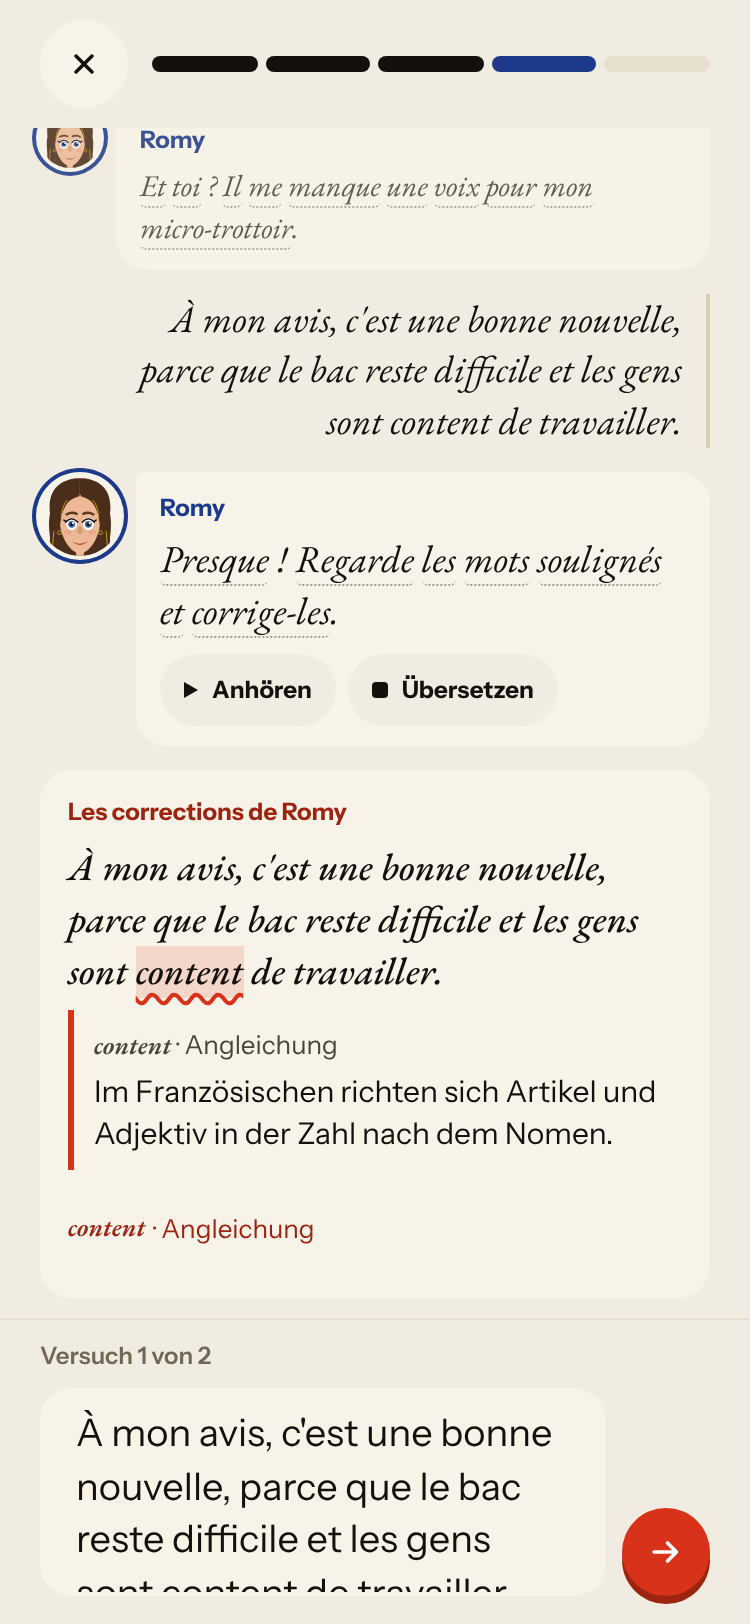 Romy
Et toi ? Il me manque une voix pour mon
micro-trottoir.
À mon avis, c'est une bonne nouvelle,
parce que le bac reste difficile et les gens
sont content de travailler.
Romy
Presque ! Regarde les mots soulignés
et corrige-les.
Anhören
Übersetzen
Les corrections de Romy
À mon avis, c'est une bonne nouvelle,
parce que le bac reste difficile et les gens
sont content de travailler.
content · Angleichung
Im Französischen richten sich Artikel und
Adjektiv in der Zahl nach dem Nomen.
content · Angleichung
Versuch 1 von 2
À mon avis, c'est une bonne
nouvelle, parce que le bac
reste difficile et les gens
sont content de travailler.